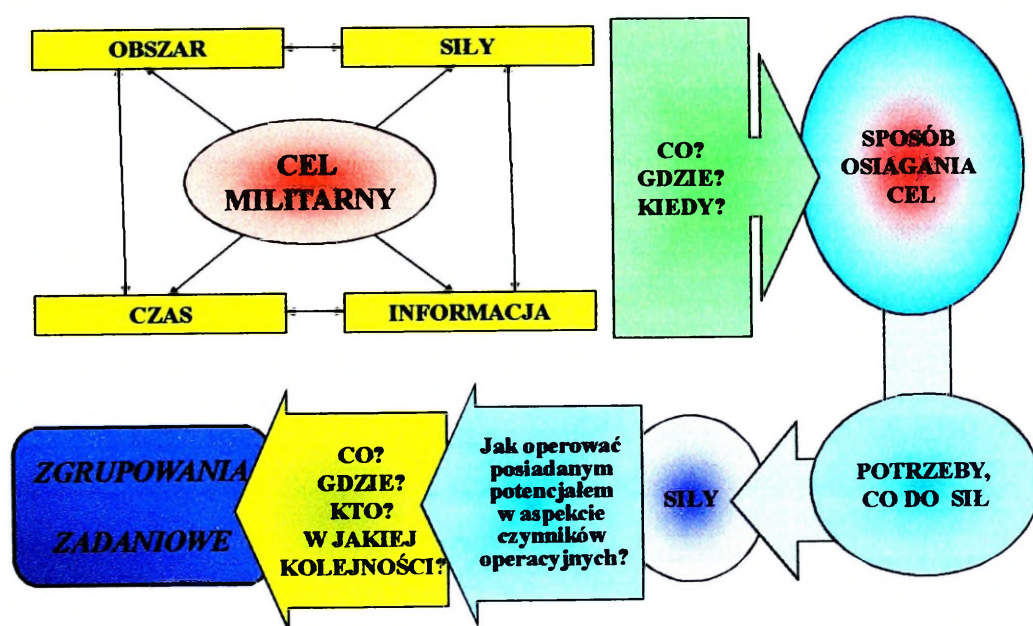 OBSZAR
SIŁY
CEL
MILITARNY
CZAS
INFORMACJA
CO?
GDZIE?
KIEDY?
SPOSÓB
OSIAGANIA
CEL
POTRZEBY,
CO DO SIŁ
SIŁY
Jak operować
posiadanym
potencjałem
w aspekcie
czynników
operacyjnych?
CO?
GDZIE?
KTO?
W JAKIEJ
KOLEJNOŚCI?
ZGRUPOWANIA
ZADANIOWE